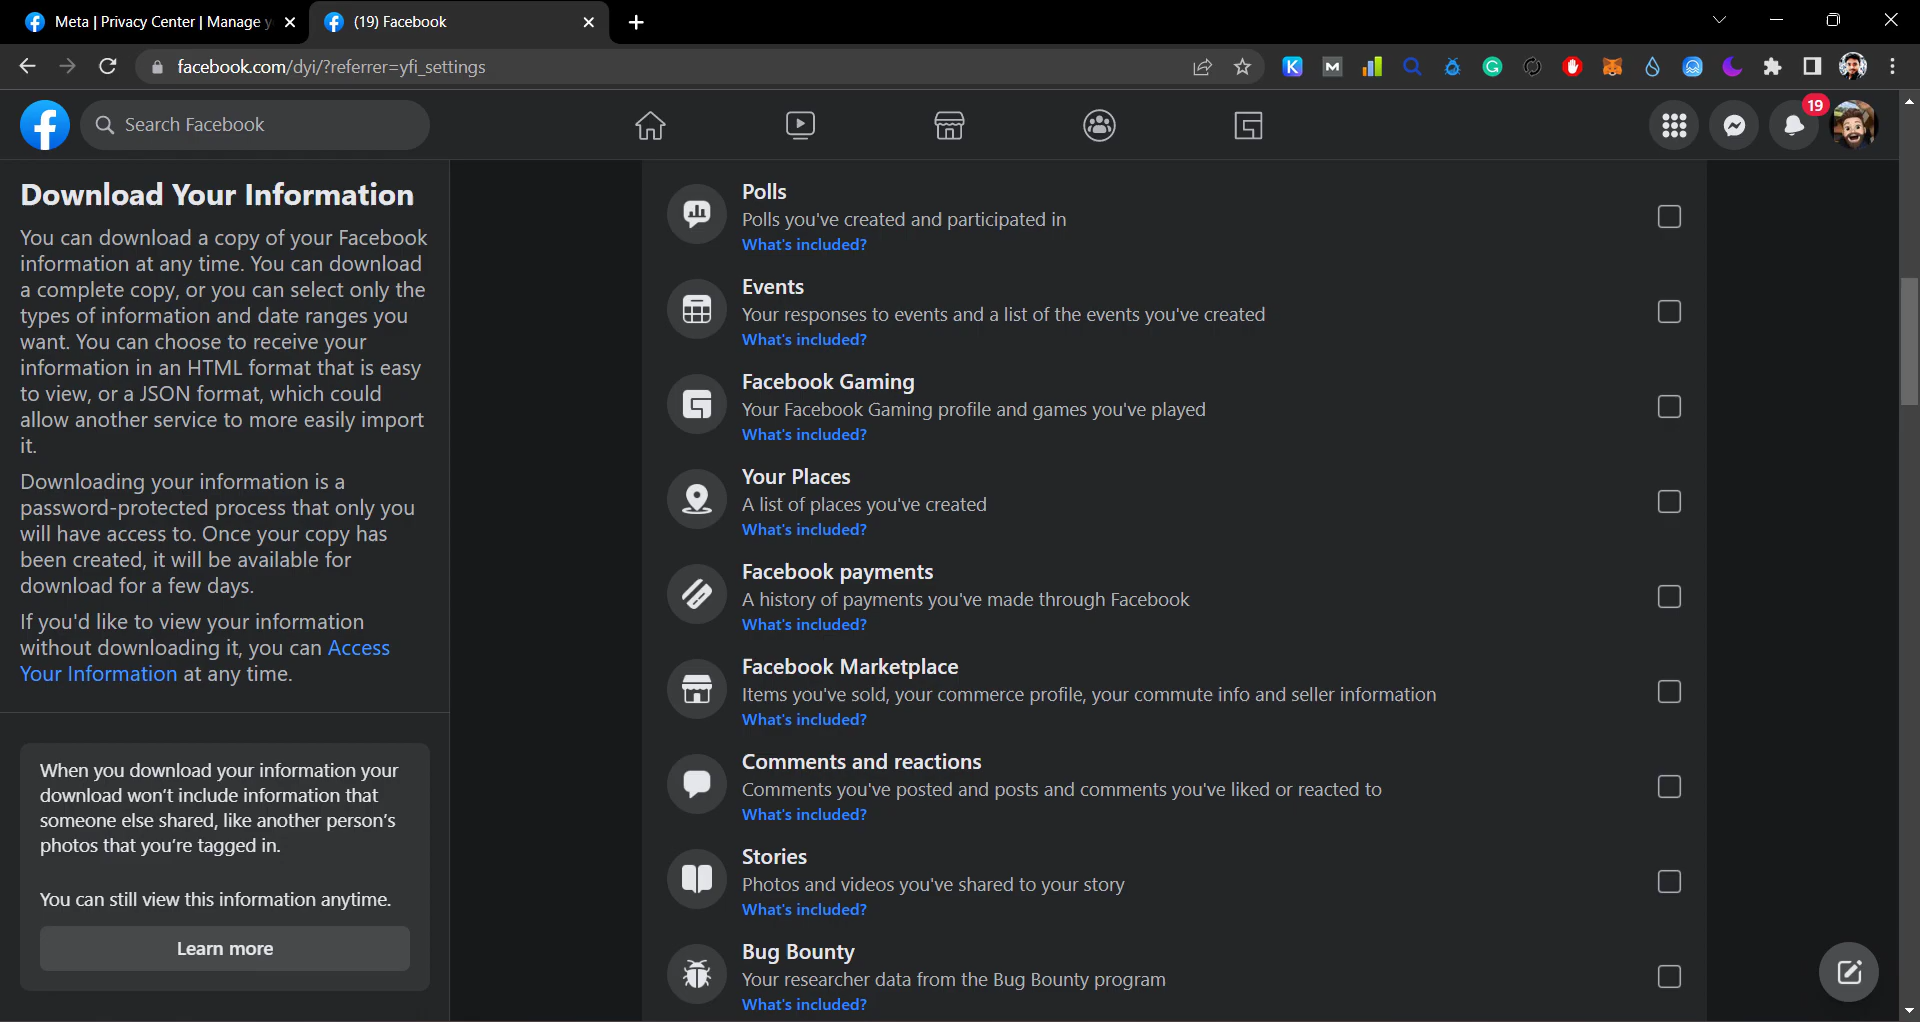 Meta | Privacy Center | Manage y
(19) Facebook
facebook.com/dyi/?referrer=yfi_settings
Search Facebook
19
Download Your Information
You can download a copy of your Facebook
information at any time. You can download
a complete copy, or you can select only the
types of information and date ranges you
want. You can choose to receive your
information in an HTML format that is easy
to view, or a JSON format, which could
allow another service to more easily import
it.
Downloading your information is a
password-protected process that only you
will have access to. Once your copy has
been created, it will be available for
download for a few days.
If you'd like to view your information
without downloading it, you can Access
Your Information at any time.
When you download your information your
download won't include information that
someone else shared, like another person's
photos that you're tagged in.
You can still view this information anytime.
Learn more
Polls
Polls you've created and participated in
What's included?
Events
Your responses to events and a list of the events you've created
What's included?
Facebook Gaming
Your Facebook Gaming profile and games you've played
What's included?
Your Places
A list of places you've created
What's included?
Facebook payments
A history of payments you've made through Facebook
What's included?
Facebook Marketplace
Items you've sold, your commerce profile, your commute info and seller information
What's included?
Comments and reactions
Comments you've posted and posts and comments you've liked or reacted to
What's included?
Stories
Photos and videos you've shared to your story
What's included?
Bug Bounty
Your researcher data from the Bug Bounty program
What's included?